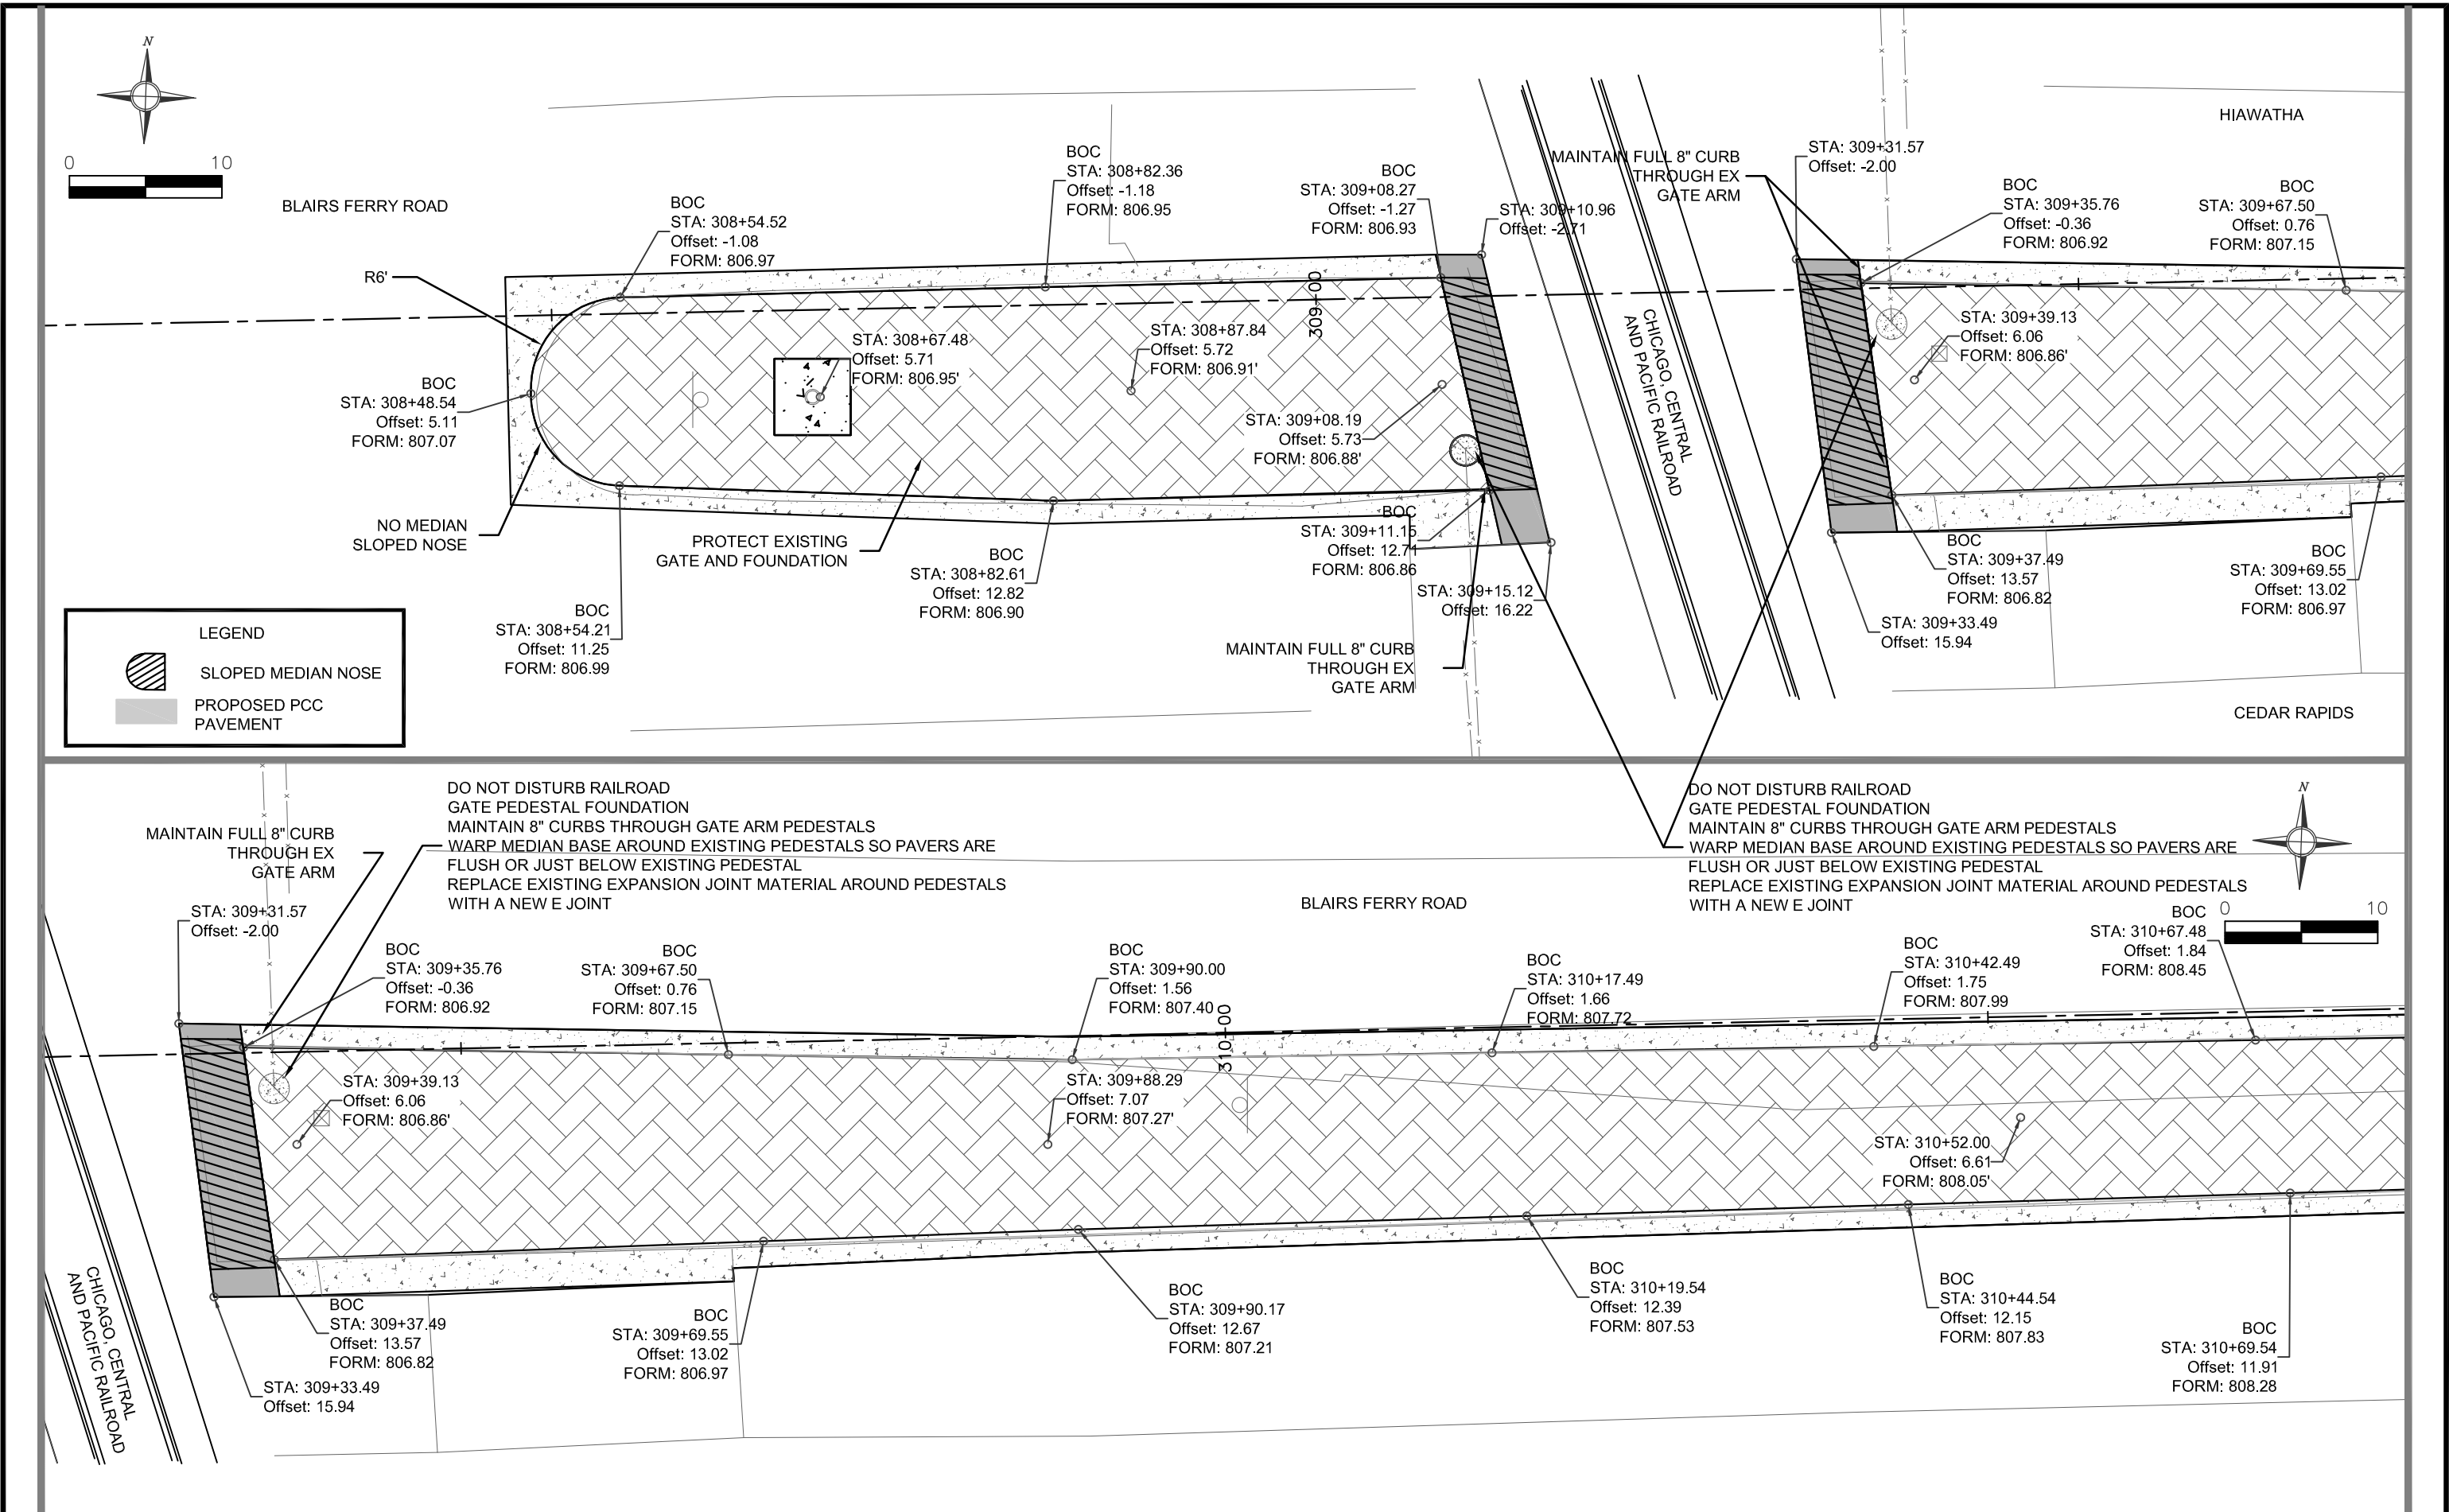 N
0 10
BLAIRS FERRY ROAD
R6'
BOC
STA: 308+54.52
Offset: -1.08
FORM: 806.97
BOC
STA: 308+82.36
Offset: -1.18
FORM: 806.95
BOC
STA: 309+08.27
Offset: -1.27
FORM: 806.93
STA: 309+10.96
Offset: -2.71
MAINTAIN FULL 8" CURB
THROUGH EX
GATE ARM
STA: 309+31.57
Offset: -2.00
HIAWATHA
BOC
STA: 309+35.76
Offset: -0.36
FORM: 806.92
BOC
STA: 309+67.50
Offset: 0.76
FORM: 807.15
309+00
STA: 308+67.48
Offset: 5.71
FORM: 806.95'
STA: 308+87.84
Offset: 5.72
FORM: 806.91'
STA: 309+08.19
Offset: 5.73
FORM: 806.88'
CHICAGO, CENTRAL
AND PACIFIC RAILROAD
STA: 309+39.13
Offset: 6.06
FORM: 806.86'
BOC
STA: 308+48.54
Offset: 5.11
FORM: 807.07
NO MEDIAN
SLOPED NOSE
PROTECT EXISTING
GATE AND FOUNDATION
BOC
STA: 308+54.21
Offset: 11.25
FORM: 806.99
BOC
STA: 308+82.61
Offset: 12.82
FORM: 806.90
BOC
STA: 309+11.15
Offset: 12.71
FORM: 806.86
STA: 309+15.12
Offset: 16.22
MAINTAIN FULL 8" CURB
THROUGH EX
GATE ARM
BOC
STA: 309+37.49
Offset: 13.57
FORM: 806.82
STA: 309+33.49
Offset: 15.94
BOC
STA: 309+69.55
Offset: 13.02
FORM: 806.97
CEDAR RAPIDS
LEGEND
SLOPED MEDIAN NOSE
PROPOSED PCC
PAVEMENT
MAINTAIN FULL 8" CURB
THROUGH EX
GATE ARM
DO NOT DISTURB RAILROAD
GATE PEDESTAL FOUNDATION
MAINTAIN 8" CURBS THROUGH GATE ARM PEDESTALS
WARP MEDIAN BASE AROUND EXISTING PEDESTALS SO PAVERS ARE
FLUSH OR JUST BELOW EXISTING PEDESTAL
REPLACE EXISTING EXPANSION JOINT MATERIAL AROUND PEDESTALS
WITH A NEW E JOINT
DO NOT DISTURB RAILROAD
GATE PEDESTAL FOUNDATION
MAINTAIN 8" CURBS THROUGH GATE ARM PEDESTALS
WARP MEDIAN BASE AROUND EXISTING PEDESTALS SO PAVERS ARE
FLUSH OR JUST BELOW EXISTING PEDESTAL
REPLACE EXISTING EXPANSION JOINT MATERIAL AROUND PEDESTALS
WITH A NEW E JOINT
N
0 10
BLAIRS FERRY ROAD
STA: 309+31.57
Offset: -2.00
BOC
STA: 309+35.76
Offset: -0.36
FORM: 806.92
BOC
STA: 309+67.50
Offset: 0.76
FORM: 807.15
BOC
STA: 309+90.00
Offset: 1.56
FORM: 807.40
310+00
BOC
STA: 310+17.49
Offset: 1.66
FORM: 807.72
BOC
STA: 310+42.49
Offset: 1.75
FORM: 807.99
BOC
STA: 310+67.48
Offset: 1.84
FORM: 808.45
STA: 309+39.13
Offset: 6.06
FORM: 806.86'
STA: 309+88.29
Offset: 7.07
FORM: 807.27'
STA: 310+52.00
Offset: 6.61
FORM: 808.05'
CHICAGO, CENTRAL
AND PACIFIC RAILROAD
BOC
STA: 309+37.49
Offset: 13.57
FORM: 806.82
STA: 309+33.49
Offset: 15.94
BOC
STA: 309+69.55
Offset: 13.02
FORM: 806.97
BOC
STA: 309+90.17
Offset: 12.67
FORM: 807.21
BOC
STA: 310+19.54
Offset: 12.39
FORM: 807.53
BOC
STA: 310+44.54
Offset: 12.15
FORM: 807.83
BOC
STA: 310+69.54
Offset: 11.91
FORM: 808.28